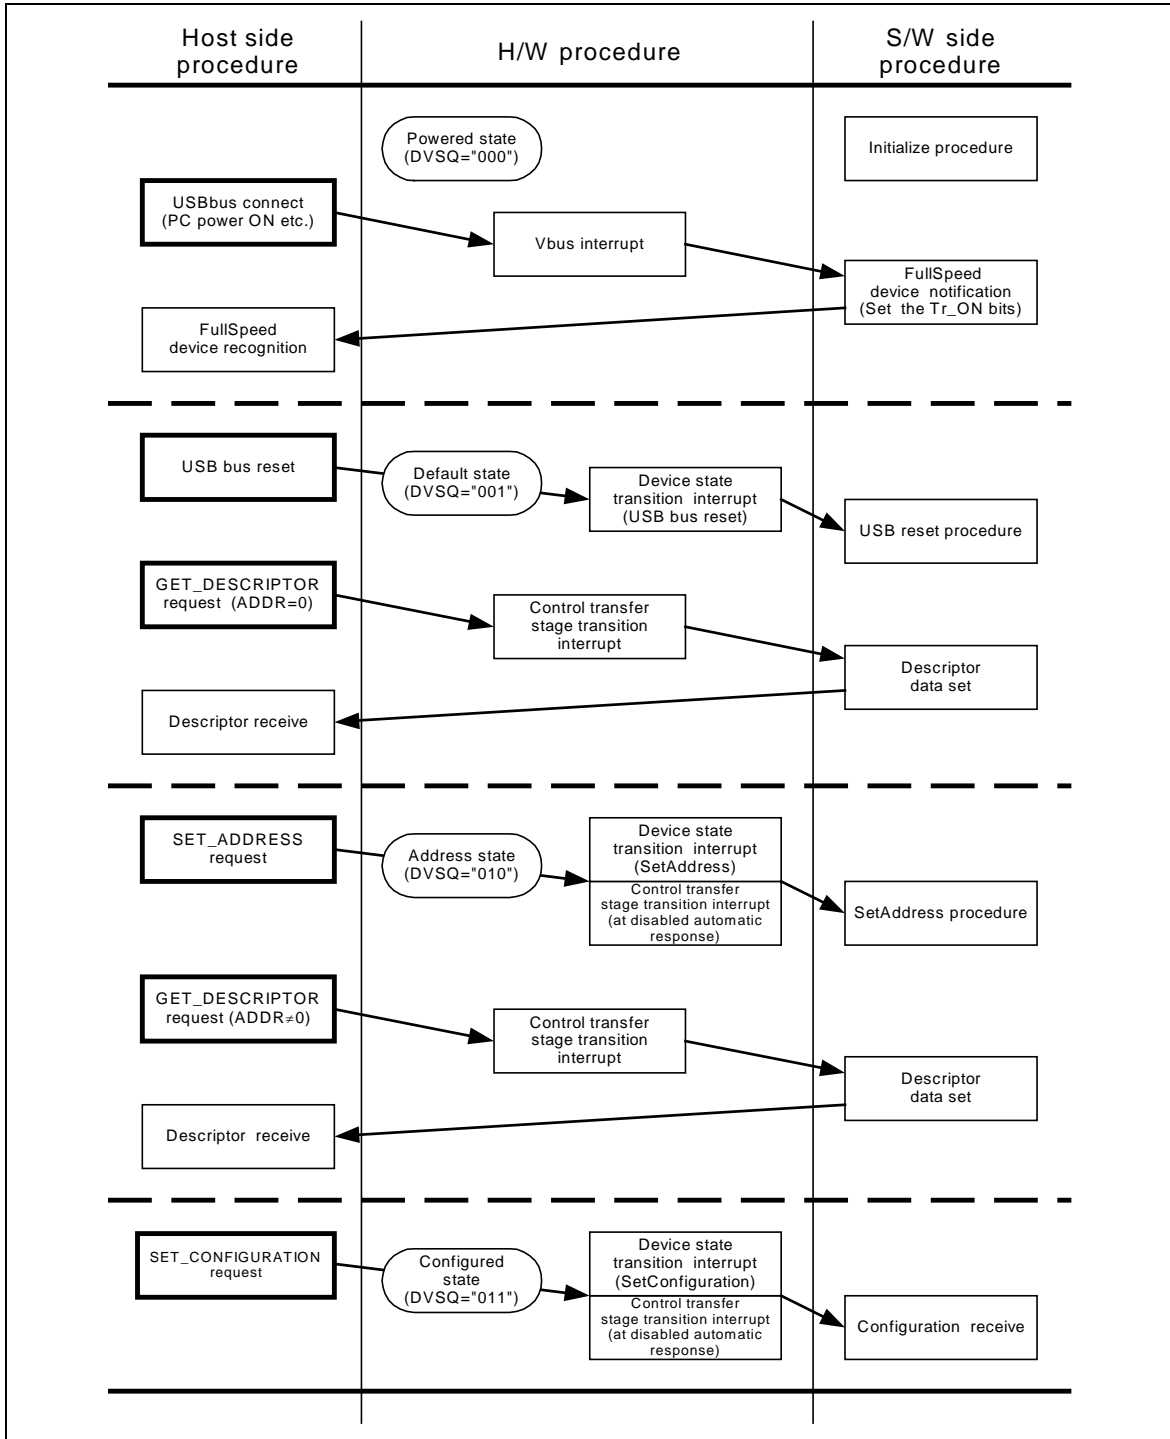 Host side
procedure
H/W procedure
S/W side
procedure
Powered state
(DVSQ="000")
Initialize procedure
USBbus connect
(PC power ON etc.)
Vbus interrupt
FullSpeed
device notification
(Set the Tr_ON bits)
FullSpeed
device recognition
USB bus reset
Default state
(DVSQ="001")
Device state
transition interrupt
(USB bus reset)
USB reset procedure
GET_DESCRIPTOR
request (ADDR=0)
Control transfer
stage transition
interrupt
Descriptor
data set
Descriptor receive
SET_ADDRESS
request
Address state
(DVSQ="010")
Device state
transition interrupt
(SetAddress)
Control transfer
stage transition interrupt
(at disabled automatic
response)
SetAddress procedure
GET_DESCRIPTOR
request (ADDR≠0)
Control transfer
stage transition
interrupt
Descriptor
data set
Descriptor receive
SET_CONFIGURATION
request
Configured
state
(DVSQ="011")
Device state
transition interrupt
(SetConfiguration)
Control transfer
stage transition interrupt
(at disabled automatic
response)
Configuration receive